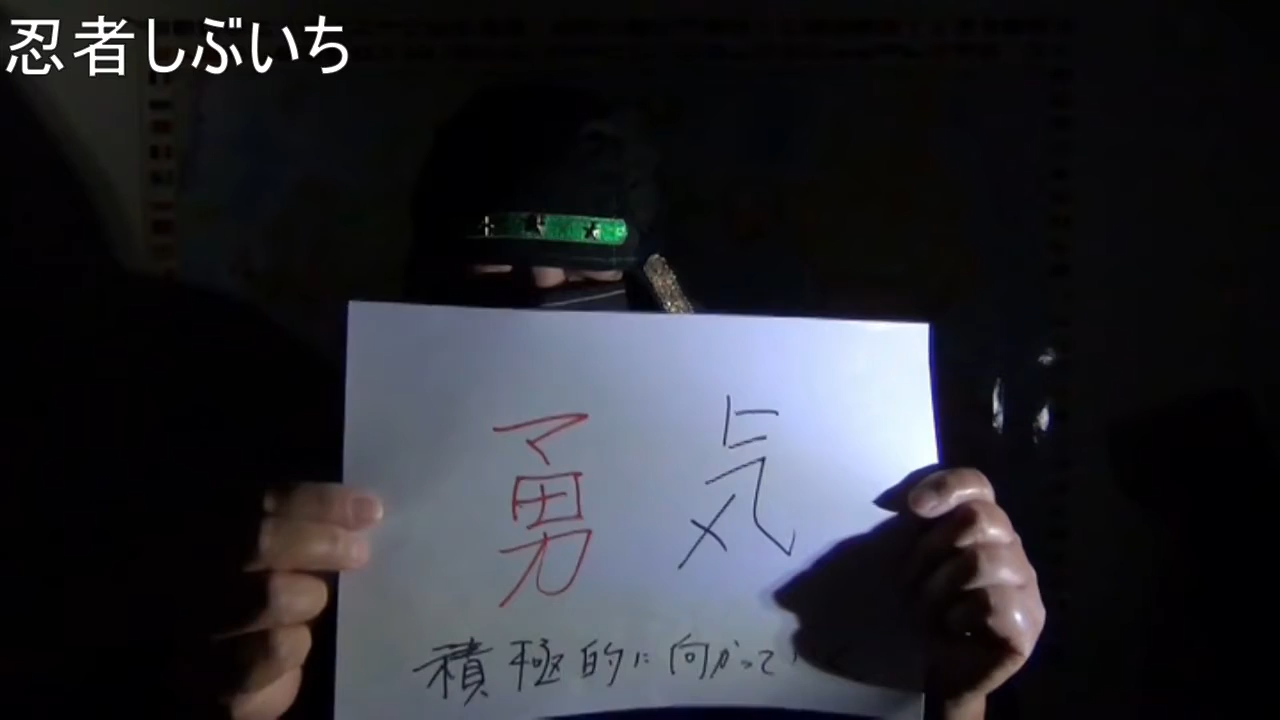 忍者しぶいち
勇気
積極的に向かって